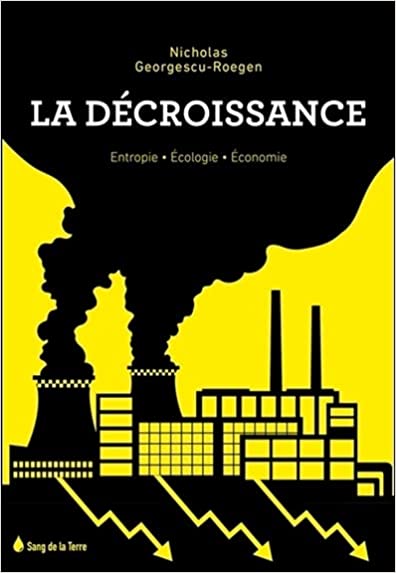 Nicholas
Georgescu-Roegen
LA DÉCROISSANCE
Entropie • Écologie • Économie
Sang de la Terre